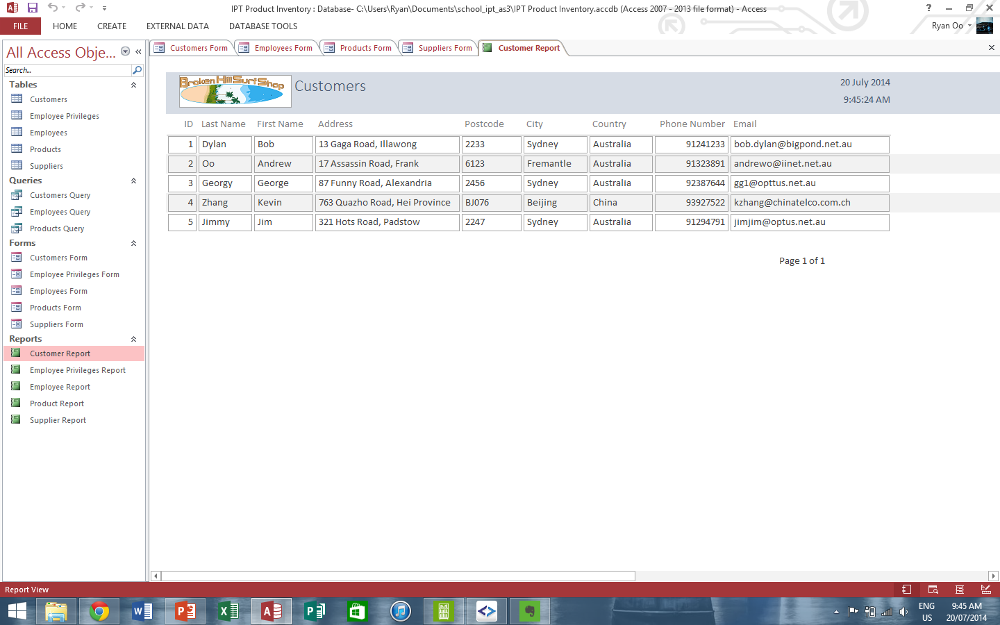 IPT Product Inventory : Database- C:\Users\Ryan\Documents\school_ipt_as3\IPT Product Inventory.accdb (Access 2007 - 2013 file format) - Access
FILE HOME CREATE EXTERNAL DATA DATABASE TOOLS Ryan Oo
All Access Obje...
Search...
Tables
Customers
Employee Privileges
Employees
Products
Suppliers
Queries
Customers Query
Employees Query
Products Query
Forms
Customers Form
Employee Privileges Form
Employees Form
Products Form
Suppliers Form
Reports
Customer Report
Employee Privileges Report
Employee Report
Product Report
Supplier Report
Customers Form Employees Form Products Form Suppliers Form Customer Report
Broken Hill Surf Shop
Customers
20 July 2014
9:45:24 AM
ID Last Name First Name Address Postcode City Country Phone Number Email
1 Dylan Bob 13 Gaga Road, Illawong 2233 Sydney Australia 91241233 bob.dylan@bigpond.net.au
2 Oo Andrew 17 Assassin Road, Frank 6123 Fremantle Australia 91323891 andrewo@iinet.net.au
3 Georgy George 87 Funny Road, Alexandria 2456 Sydney Australia 92387644 gg1@opttus.net.au
4 Zhang Kevin 763 Quazho Road, Hei Province BJ076 Beijing China 93927522 kzhang@chinatelco.com.ch
5 Jimmy Jim 321 Hots Road, Padstow 2247 Sydney Australia 91294791 jimjim@optus.net.au
Page 1 of 1
Report View
ENG
US
9:45 AM
20/07/2014